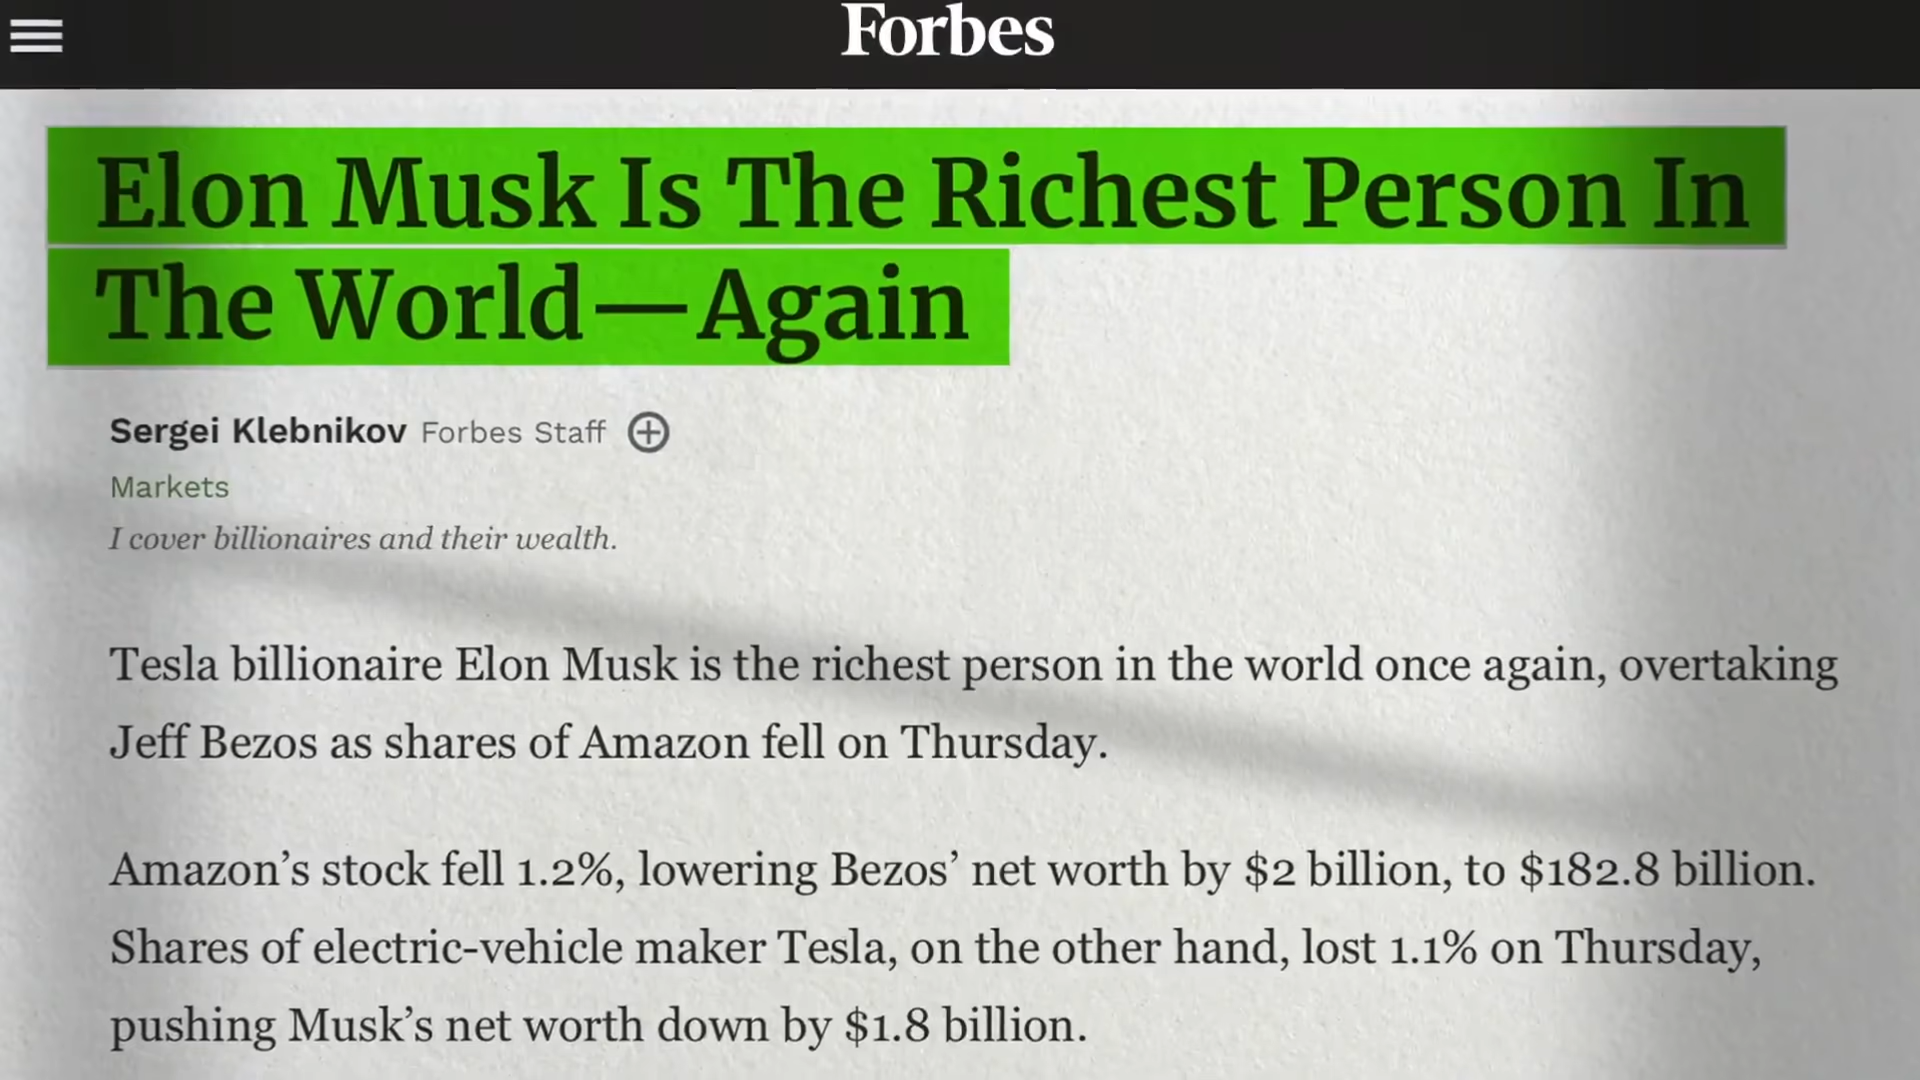 Forbes
Elon Musk Is The Richest Person In
The World—Again
Sergei Klebnikov Forbes Staff
Markets
I cover billionaires and their wealth.
Tesla billionaire Elon Musk is the richest person in the world once again, overtaking
Jeff Bezos as shares of Amazon fell on Thursday.
Amazon’s stock fell 1.2%, lowering Bezos’ net worth by $2 billion, to $182.8 billion.
Shares of electric-vehicle maker Tesla, on the other hand, lost 1.1% on Thursday,
pushing Musk’s net worth down by $1.8 billion.